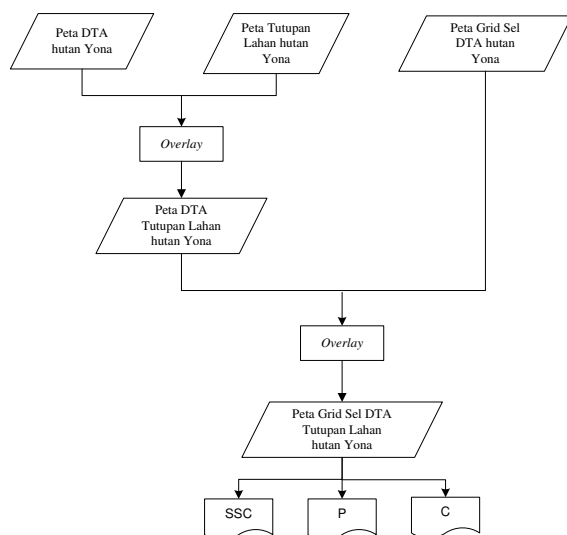 Peta DTA
hutan Yona
Peta Tutupan
Lahan hutan
Yona
Peta Grid Sel
DTA hutan
Yona
Overlay
Peta DTA
Tutupan Lahan
hutan Yona
Overlay
Peta Grid Sel DTA
Tutupan Lahan
hutan Yona
SSC
P
C